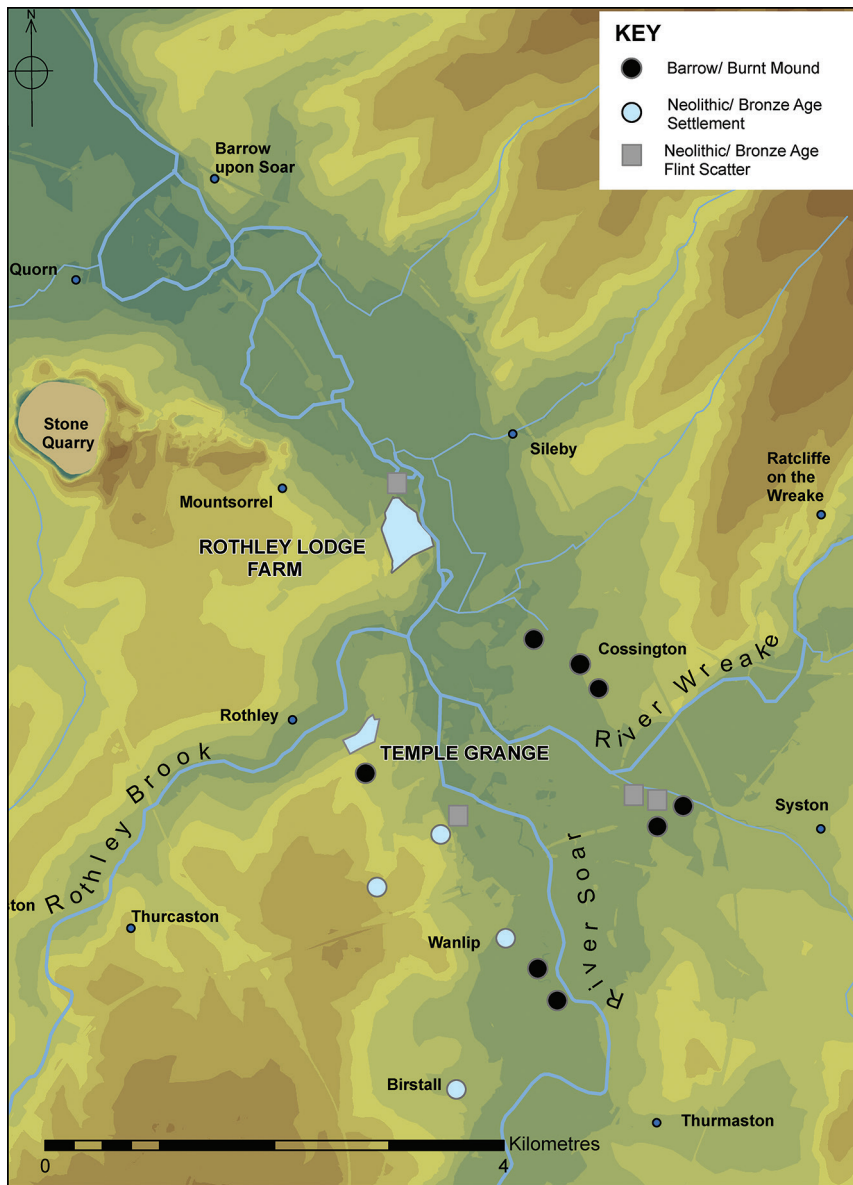 N
KEY
Barrow/ Burnt Mound
Neolithic/ Bronze Age
Settlement
Neolithic/ Bronze Age
Flint Scatter
Barrow
upon Soar
Quorn
Stone
Quarry
Sileby
Ratcliffe
on the
Wreake
Mountsorrel
ROTHLEY LODGE
FARM
Cossington
River Wreake
Rothley
TEMPLE GRANGE
Rothley Brook
Syston
River Soar
ston
Thurcaston
Wanlip
Birstall
Thurmaston
Kilometres
0
4